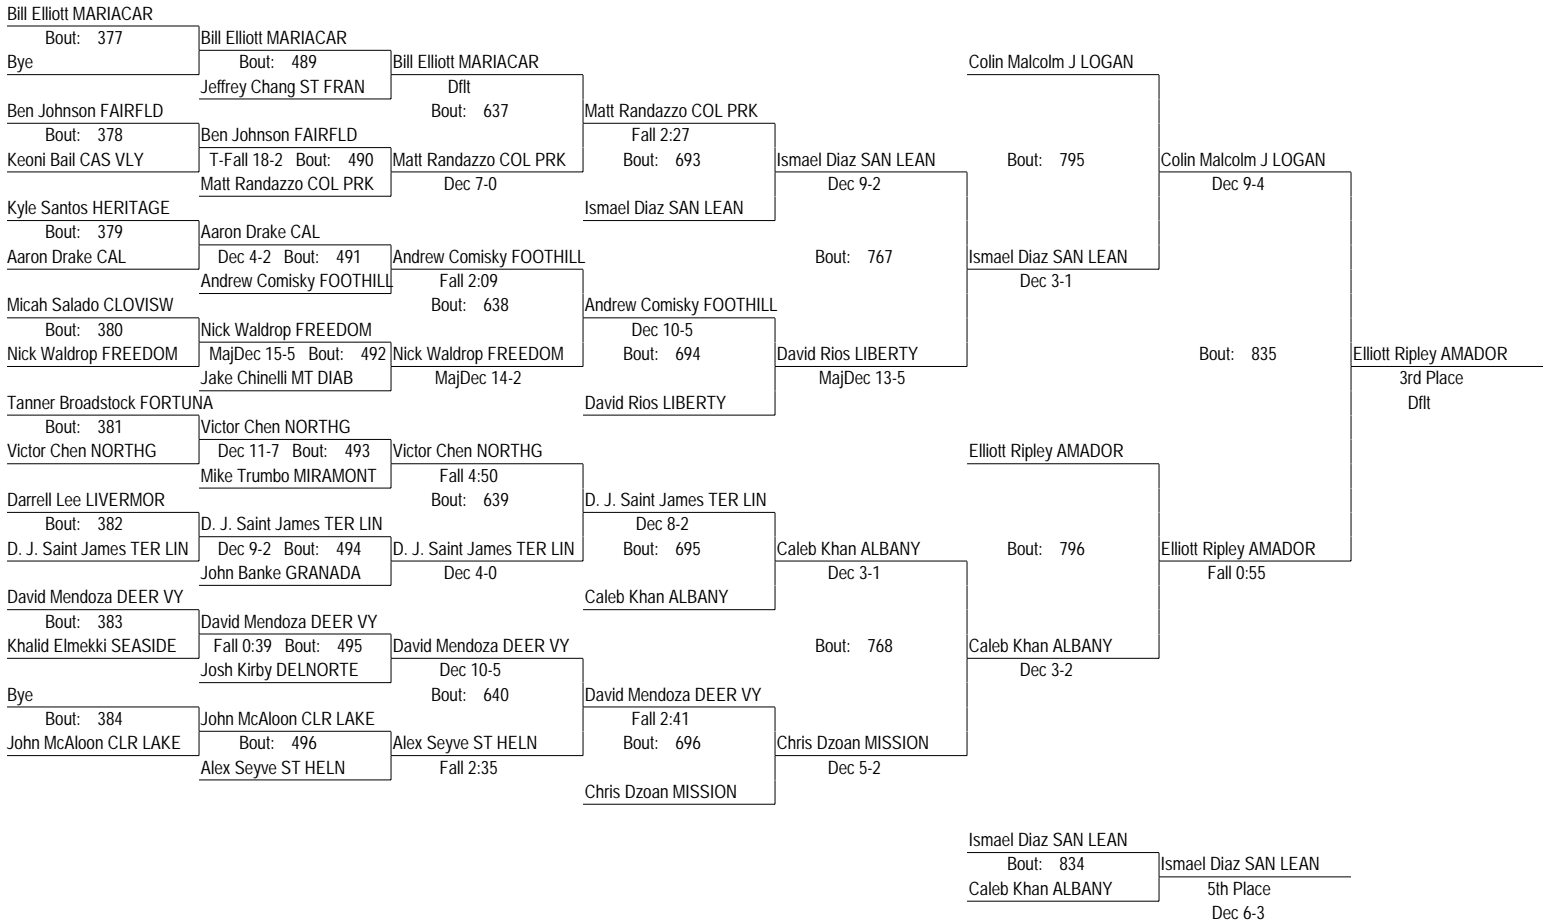 Bill Elliott MARIACAR
Bout: 377
Bye
Ben Johnson FAIRFLD
Bout: 378
Keoni Bail CAS VLY
Kyle Santos HERITAGE
Bout: 379
Aaron Drake CAL
Micah Salado CLOVISW
Bout: 380
Nick Waldrop FREEDOM
Tanner Broadstock FORTUNA
Bout: 381
Victor Chen NORTHG
Darrell Lee LIVERMOR
Bout: 382
D. J. Saint James TER LIN
David Mendoza DEER VY
Bout: 383
Khalid Elmekki SEASIDE
Bye
Bout: 384
John McAloon CLR LAKE
Bill Elliott MARIACAR
Bout: 489
Jeffrey Chang ST FRAN
Ben Johnson FAIRFLD
T-Fall 18-2 Bout: 490
Matt Randazzo COL PRK
Aaron Drake CAL
Dec 4-2 Bout: 491
Andrew Comisky FOOTHILL
Nick Waldrop FREEDOM
MajDec 15-5 Bout: 492
Jake Chinelli MT DIAB
Victor Chen NORTHG
Dec 11-7 Bout: 493
Mike Trumbo MIRAMONT
D. J. Saint James TER LIN
Dec 9-2 Bout: 494
John Banke GRANADA
David Mendoza DEER VY
Fall 0:39 Bout: 495
Josh Kirby DELNORTE
John McAloon CLR LAKE
Bout: 496
Alex Seyve ST HELN
Bill Elliott MARIACAR
Dflt
Bout: 637
Matt Randazzo COL PRK
Dec 7-0
Andrew Comisky FOOTHILL
Fall 2:09
Bout: 638
Nick Waldrop FREEDOM
MajDec 14-2
Victor Chen NORTHG
Fall 4:50
Bout: 639
D. J. Saint James TER LIN
Dec 4-0
David Mendoza DEER VY
Dec 10-5
Bout: 640
Alex Seyve ST HELN
Fall 2:35
Matt Randazzo COL PRK
Fall 2:27
Bout: 693
Ismael Diaz SAN LEAN
Andrew Comisky FOOTHILL
Dec 10-5
Bout: 694
David Rios LIBERTY
D. J. Saint James TER LIN
Dec 8-2
Bout: 695
Caleb Khan ALBANY
David Mendoza DEER VY
Fall 2:41
Bout: 696
Chris Dzoan MISSION
Ismael Diaz SAN LEAN
Dec 9-2
Bout: 767
David Rios LIBERTY
MajDec 13-5
Caleb Khan ALBANY
Dec 3-1
Bout: 768
Chris Dzoan MISSION
Dec 5-2
Colin Malcolm J LOGAN
Bout: 795
Ismael Diaz SAN LEAN
Dec 3-1
Elliott Ripley AMADOR
Bout: 796
Caleb Khan ALBANY
Dec 3-2
Colin Malcolm J LOGAN
Dec 9-4
Bout: 835
Elliott Ripley AMADOR
Fall 0:55
Elliott Ripley AMADOR
3rd Place
Dflt
Ismael Diaz SAN LEAN
Bout: 834
Caleb Khan ALBANY
Ismael Diaz SAN LEAN
5th Place
Dec 6-3